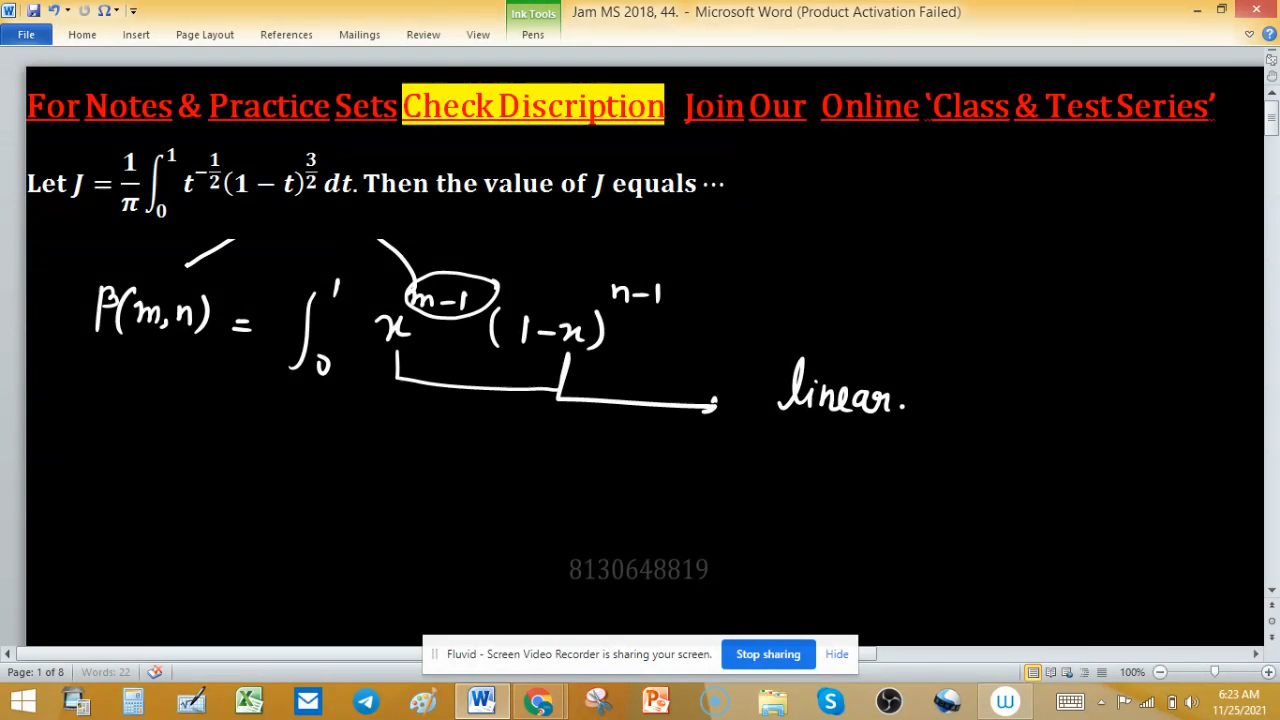 Ink Tools
Jam MS 2018, 44. - Microsoft Word (Product Activation Failed)
File Home Insert Page Layout References Mailings Review View Pens
For Notes & Practice Sets Check Discription Join Our Online ‘Class & Test Series’
Let J = 1/π ∫₀¹ t^(-1/2) (1 − t)^(3/2) dt. Then the value of J equals ⋯
β(m,n) = ∫₀¹ x^(m-1) (1-x)^(n-1)
linear.
8130648819
Fluvid - Screen Video Recorder is sharing your screen. Stop sharing Hide
Page: 1 of 8 Words: 22 100%
6:23 AM
11/25/2021